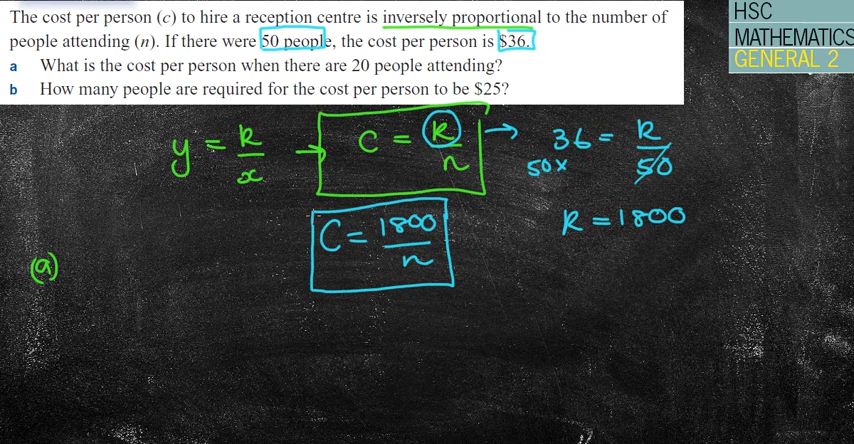 The cost per person (c) to hire a reception centre is inversely proportional to the number of
people attending (n). If there were 50 people, the cost per person is $36.
a What is the cost per person when there are 20 people attending?
b How many people are required for the cost per person to be $25?
HSC
MATHEMATICS
GENERAL 2
y = k/x → C = k/n → 36 = k/50
50x
k = 1800
C = 1800/n
(a)